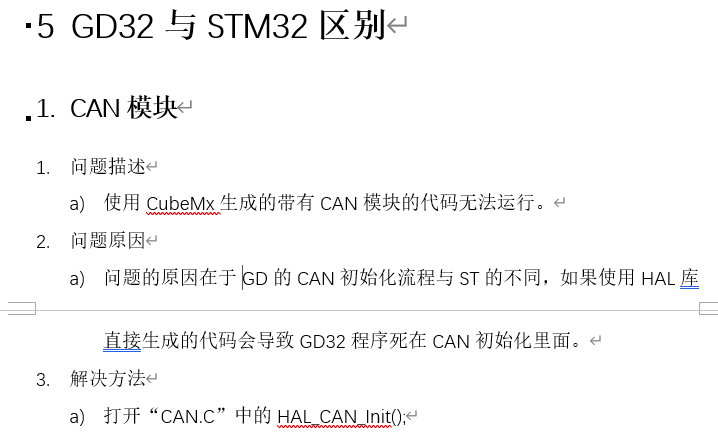 5 GD32 与 STM32 区别
1. CAN 模块
1. 问题描述
a) 使用 CubeMx 生成的带有 CAN 模块的代码无法运行。
2. 问题原因
a) 问题的原因在于 GD 的 CAN 初始化流程与 ST 的不同，如果使用 HAL 库
直接生成的代码会导致 GD32 程序死在 CAN 初始化里面。
3. 解决方法
a) 打开“CAN.C”中的 HAL_CAN_Init();